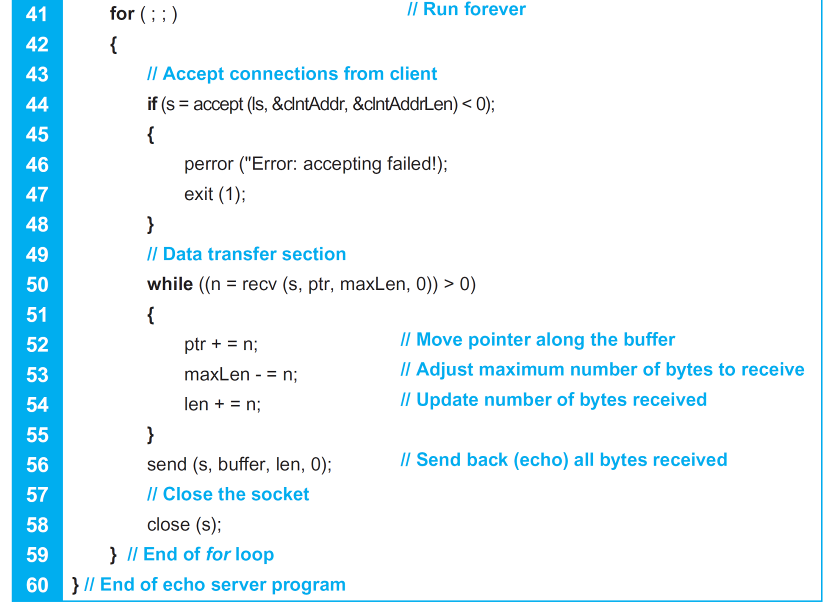 41 for ( ; ; ) // Run forever
42 {
43 // Accept connections from client
44 if (s = accept (ls, &clntAddr, &clntAddrLen) < 0);
45 {
46 perror ("Error: accepting failed!);
47 exit (1);
48 }
49 // Data transfer section
50 while ((n = recv (s, ptr, maxLen, 0)) > 0)
51 {
52 ptr + = n; // Move pointer along the buffer
53 maxLen - = n; // Adjust maximum number of bytes to receive
54 len + = n; // Update number of bytes received
55 }
56 send (s, buffer, len, 0); // Send back (echo) all bytes received
57 // Close the socket
58 close (s);
59 } // End of for loop
60 } // End of echo server program